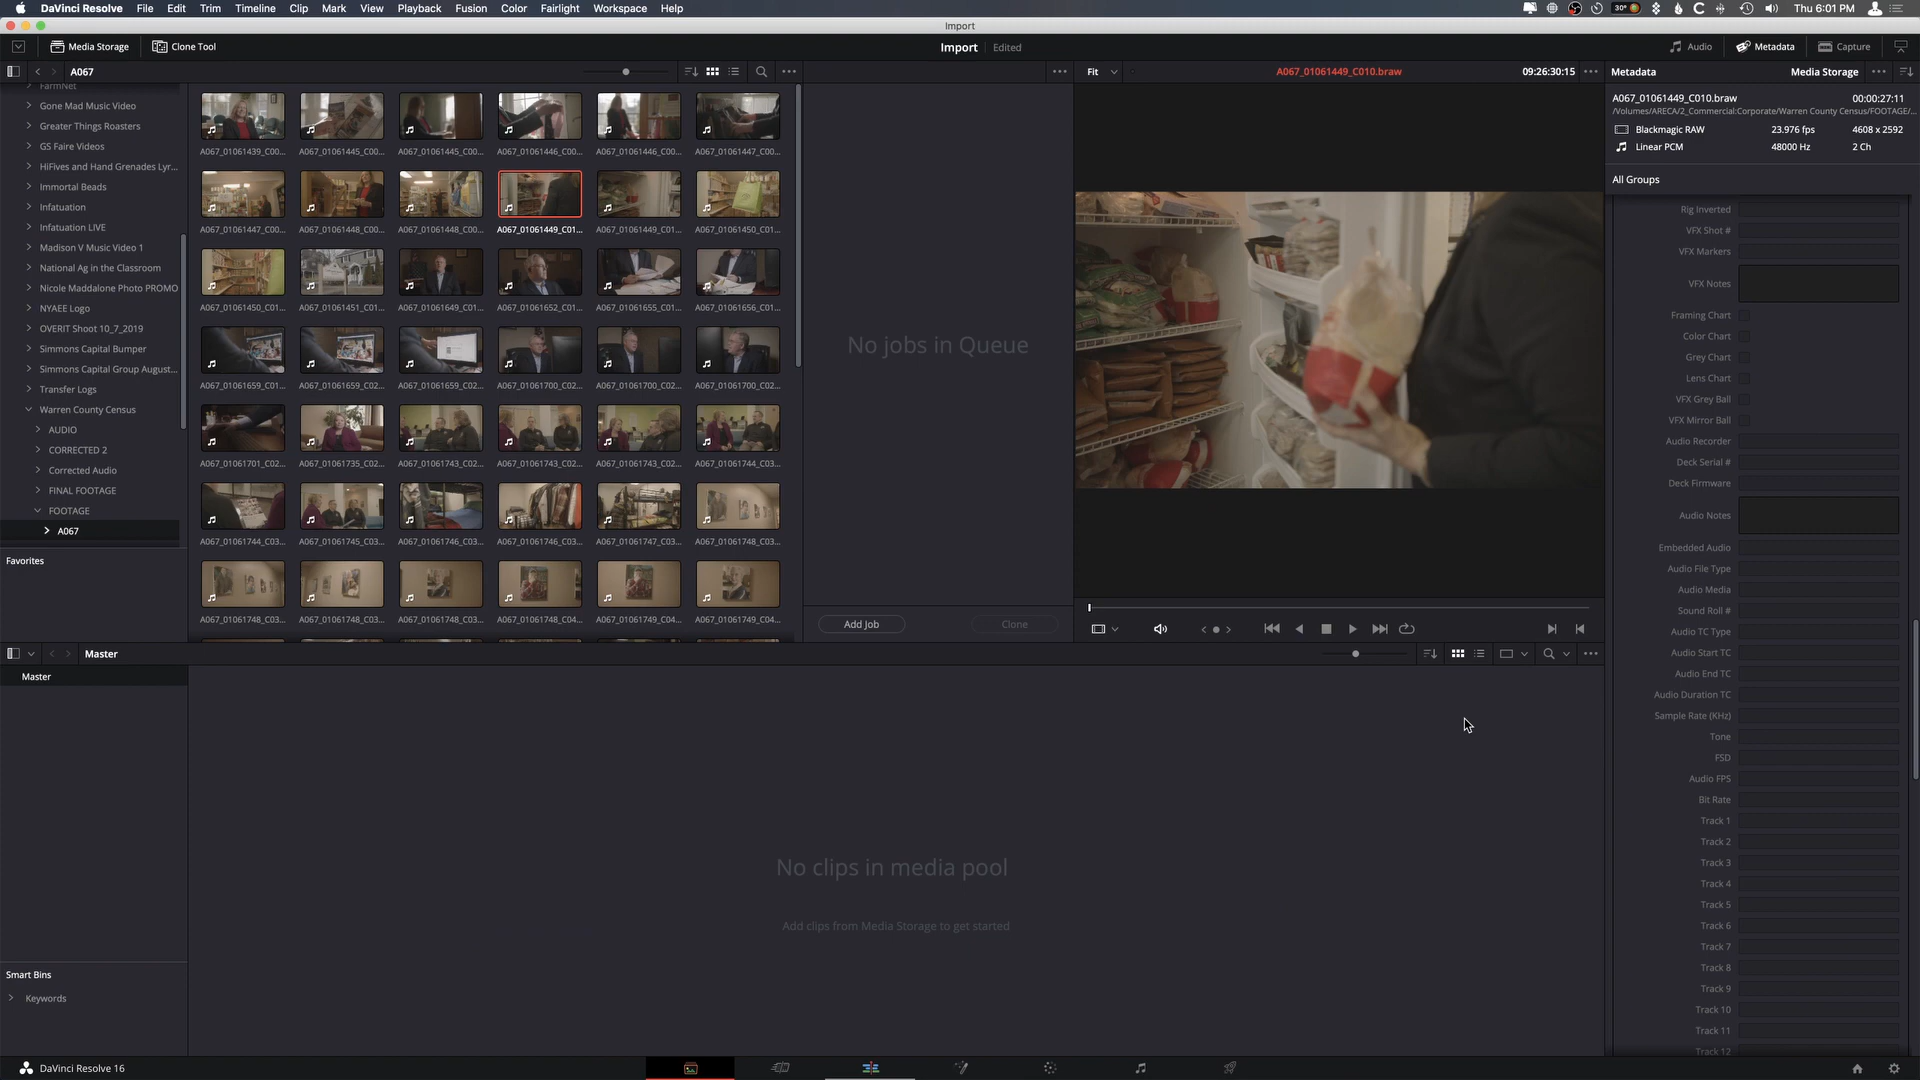 DaVinci Resolve File Edit Trim Timeline Clip Mark View Playback Fusion Color Fairlight Workspace Help
30° Thu 6:01 PM
Import
Media Storage Clone Tool Import Edited Audio Metadata Capture
A067 Fit A067_01061449_C010.braw 09:26:30:15 Metadata Media Storage
FarmNet
Gone Mad Music Video
Greater Things Roasters
GS Faire Videos
HiFives and Hand Grenades Lyr...
Immortal Beads
Infatuation
Infatuation LIVE
Madison V Music Video 1
National Ag in the Classroom
Nicole Maddalone Photo PROMO
NYAEE Logo
OVERIT Shoot 10_7_2019
Simmons Capital Bumper
Simmons Capital Group August...
Transfer Logs
Warren County Census
AUDIO
CORRECTED 2
Corrected Audio
FINAL FOOTAGE
FOOTAGE
A067
Favorites
A067_01061439_C00... A067_01061445_C00... A067_01061445_C00... A067_01061446_C00... A067_01061446_C00... A067_01061447_C00...
A067_01061447_C00... A067_01061448_C00... A067_01061448_C00... A067_01061449_C01... A067_01061449_C01... A067_01061450_C01...
A067_01061450_C01... A067_01061451_C01... A067_01061649_C01... A067_01061652_C01... A067_01061655_C01... A067_01061656_C01...
A067_01061659_C01... A067_01061659_C02... A067_01061659_C02... A067_01061700_C02... A067_01061700_C02... A067_01061700_C02...
A067_01061701_C02... A067_01061735_C02... A067_01061743_C02... A067_01061743_C02... A067_01061743_C02... A067_01061744_C03...
A067_01061744_C03... A067_01061745_C03... A067_01061746_C03... A067_01061746_C03... A067_01061747_C03... A067_01061748_C03...
A067_01061748_C03... A067_01061748_C03... A067_01061748_C03... A067_01061748_C04... A067_01061749_C04... A067_01061749_C04...
No jobs in Queue
Add Job Clone
A067_01061449_C010.braw 00:00:27:11
/Volumes/ARECA/2_Commercial:Corporate/Warren County Census/FOOTAGE/...
Blackmagic RAW 23.976 fps 4608 x 2592
Linear PCM 48000 Hz 2 Ch
All Groups
Rig Inverted
VFX Shot #
VFX Markers
VFX Notes
Framing Chart
Color Chart
Grey Chart
Lens Chart
VFX Grey Ball
VFX Mirror Ball
Audio Recorder
Deck Serial #
Deck Firmware
Audio Notes
Embedded Audio
Audio File Type
Audio Media
Sound Roll #
Audio TC Type
Audio Start TC
Audio End TC
Audio Duration TC
Sample Rate (KHz)
Tone
FSD
Audio FPS
Bit Rate
Track 1
Track 2
Track 3
Track 4
Track 5
Track 6
Track 7
Track 8
Track 9
Track 10
Track 11
Track 12
Master
Master
No clips in media pool
Add clips from Media Storage to get started
Smart Bins
Keywords
DaVinci Resolve 16